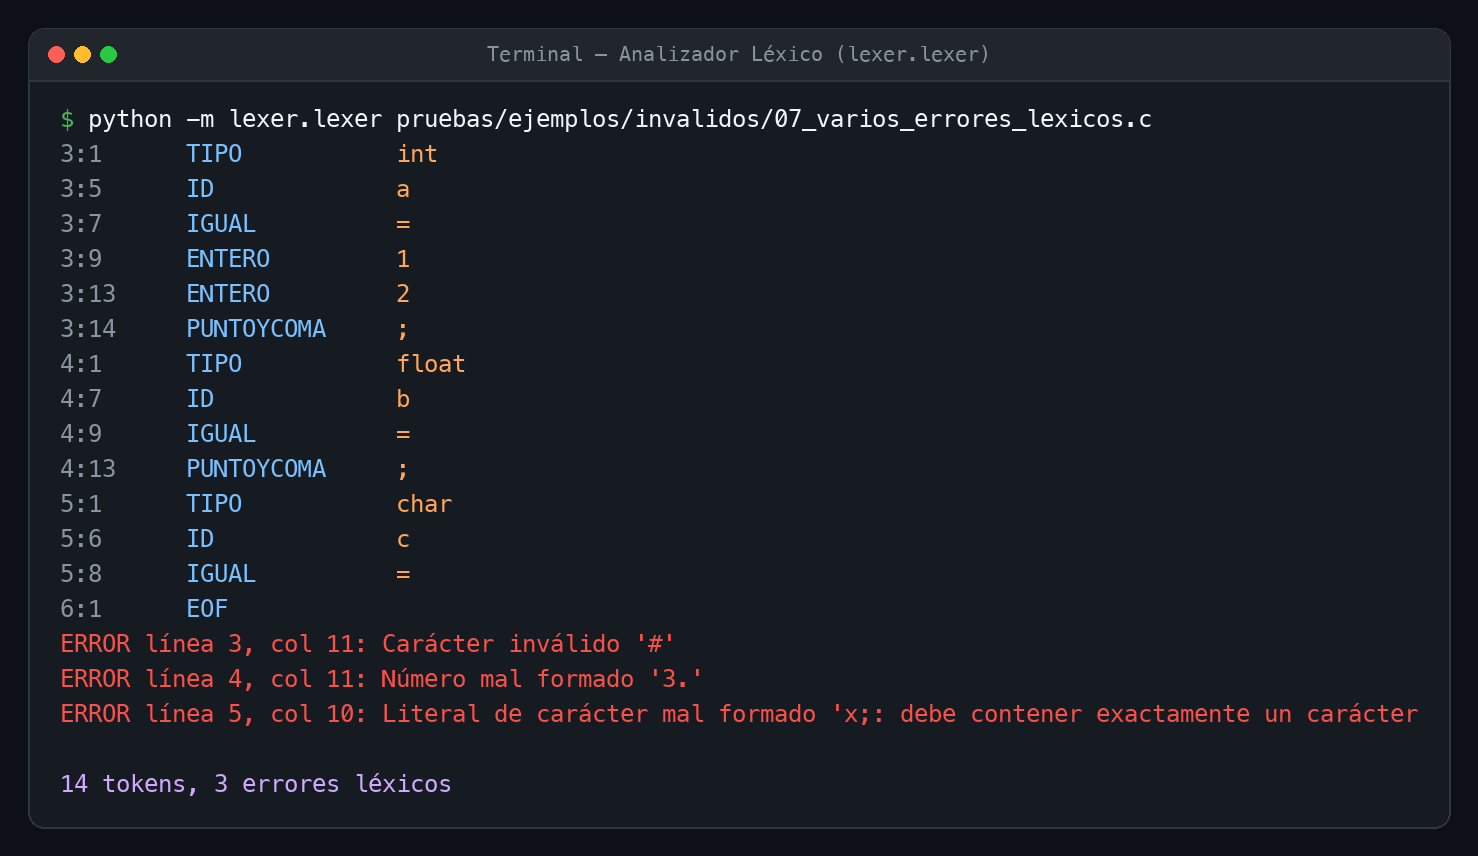 Terminal — Analizador Léxico (lexer.lexer)
$ python -m lexer.lexer pruebas/ejemplos/invalidos/07_varios_errores_lexicos.c
3:1 TIPO int
3:5 ID a
3:7 IGUAL =
3:9 ENTERO 1
3:13 ENTERO 2
3:14 PUNTOYCOMA ;
4:1 TIPO float
4:7 ID b
4:9 IGUAL =
4:13 PUNTOYCOMA ;
5:1 TIPO char
5:6 ID c
5:8 IGUAL =
6:1 EOF
ERROR línea 3, col 11: Carácter inválido '#'
ERROR línea 4, col 11: Número mal formado '3.'
ERROR línea 5, col 10: Literal de carácter mal formado 'x;: debe contener exactamente un carácter
14 tokens, 3 errores léxicos